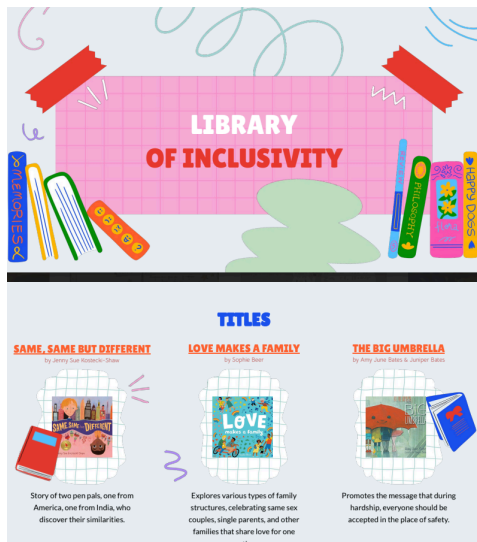 LIBRARY
OF INCLUSIVITY
MEMORIES
PHILOSOPHY
HAPPY DOGS
TITLES
SAME, SAME BUT DIFFERENT
by Jenny Sue Kostecki-Shaw
SAME, SAME BUT DIFFERENT
Story of two pen pals, one from
America, one from India, who
discover their similarities.
LOVE MAKES A FAMILY
by Sophie Beer
LOVE
makes a family
Explores various types of family
structures, celebrating same sex
couples, single parents, and other
families that share love for one
THE BIG UMBRELLA
by Amy June Bates & Juniper Bates
BIG
Promotes the message that during
hardship, everyone should be
accepted in the place of safety.